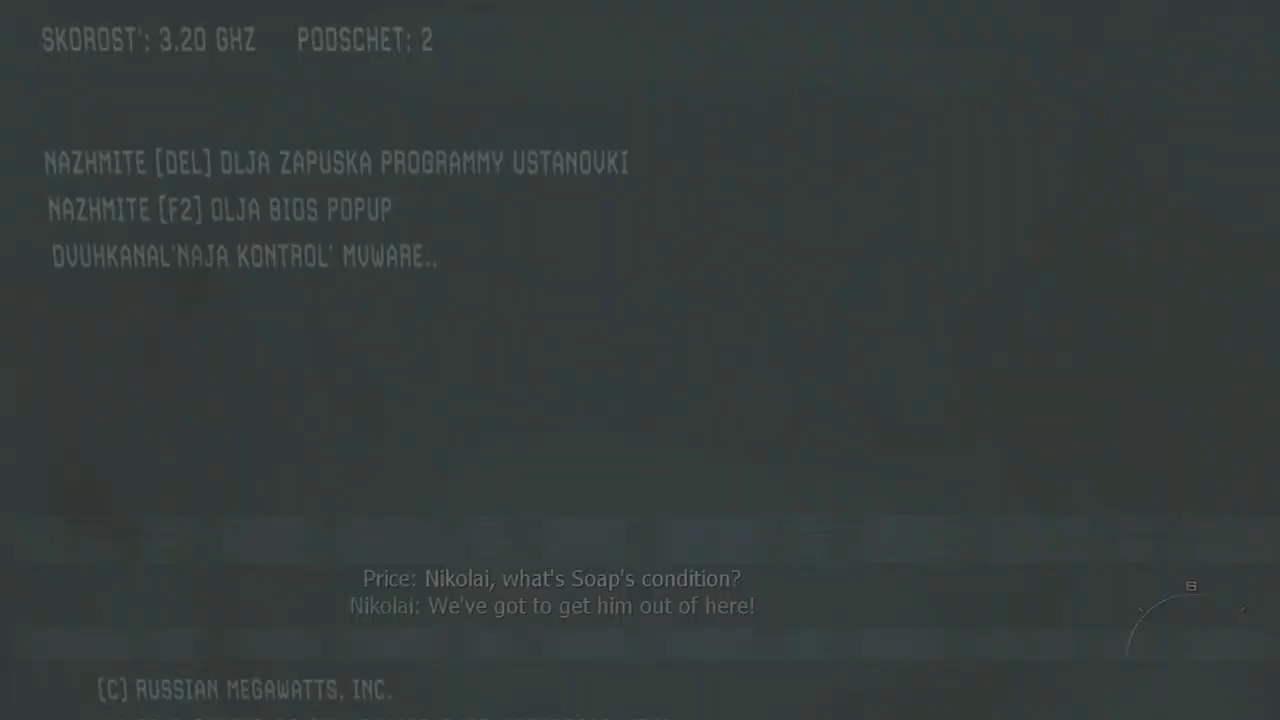 SKOROST': 3.20 GHZ PODSCHET: 2
NAZHMITE [DEL] DLJA ZAPUSKA PROGRAMMY USTANOVKI
NAZHMITE [F2] DLJA BIOS POPUP
DVUHKANAL'NAJA KONTROL' MVWARE..
Price: Nikolai, what's Soap's condition?
Nikolai: We've got to get him out of here!
(C) RUSSIAN MEGAWATTS, INC.